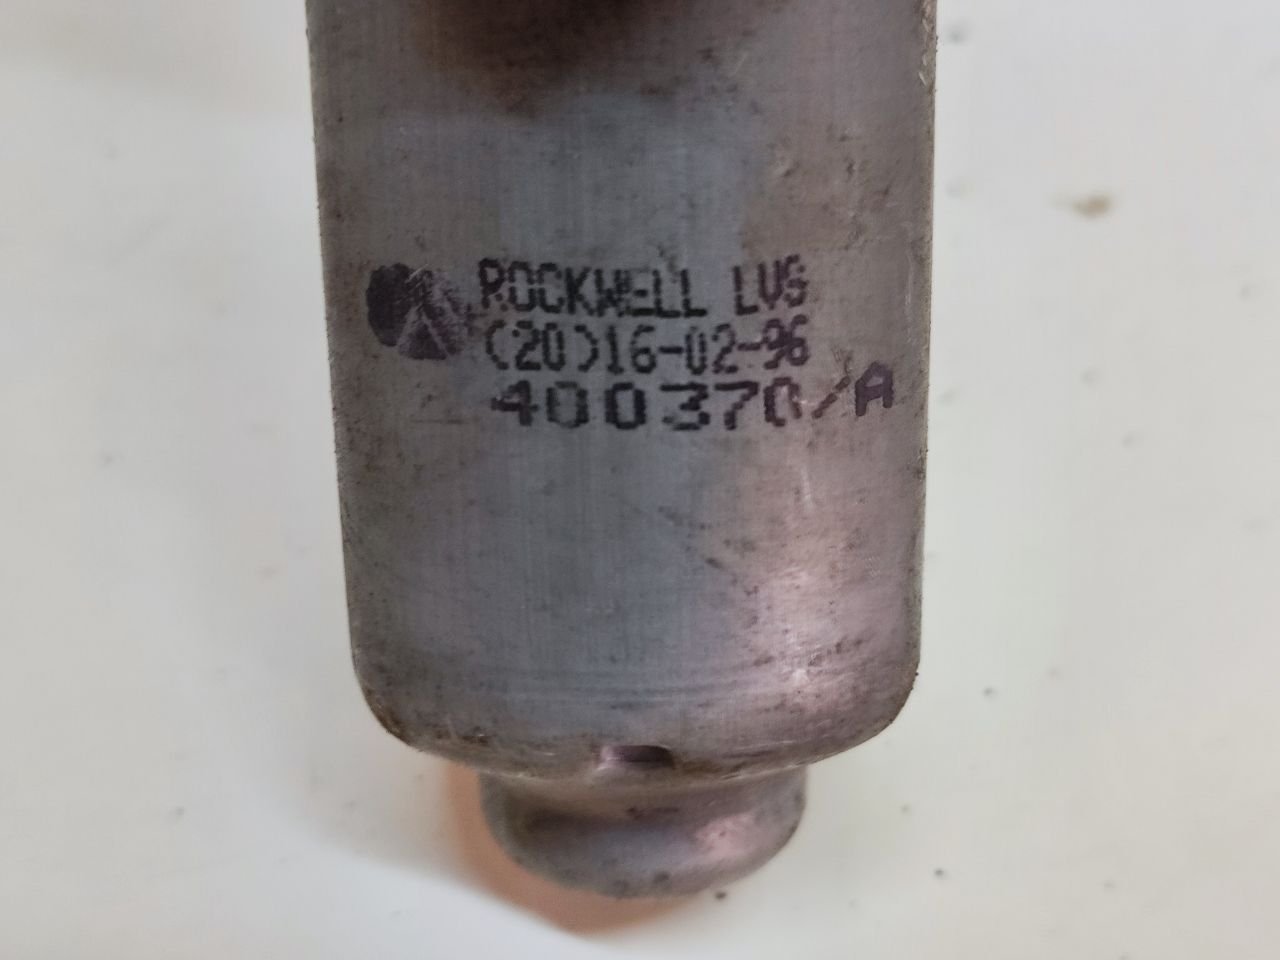 ROCKWELL LVS
(20)16-02-96
400370/A